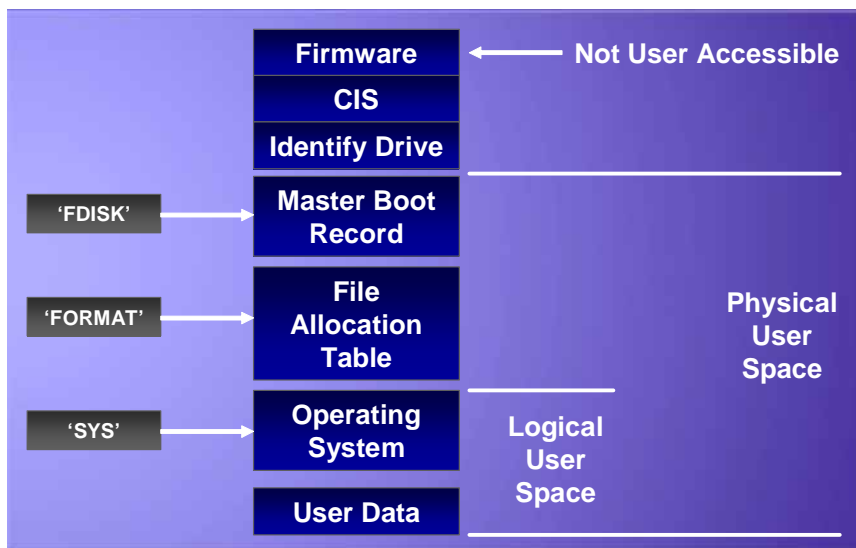 Firmware
Not User Accessible
CIS
Identify Drive
‘FDISK’
Master Boot
Record
‘FORMAT’
File
Allocation
Table
Physical
User
Space
‘SYS’
Operating
System
Logical
User
Space
User Data